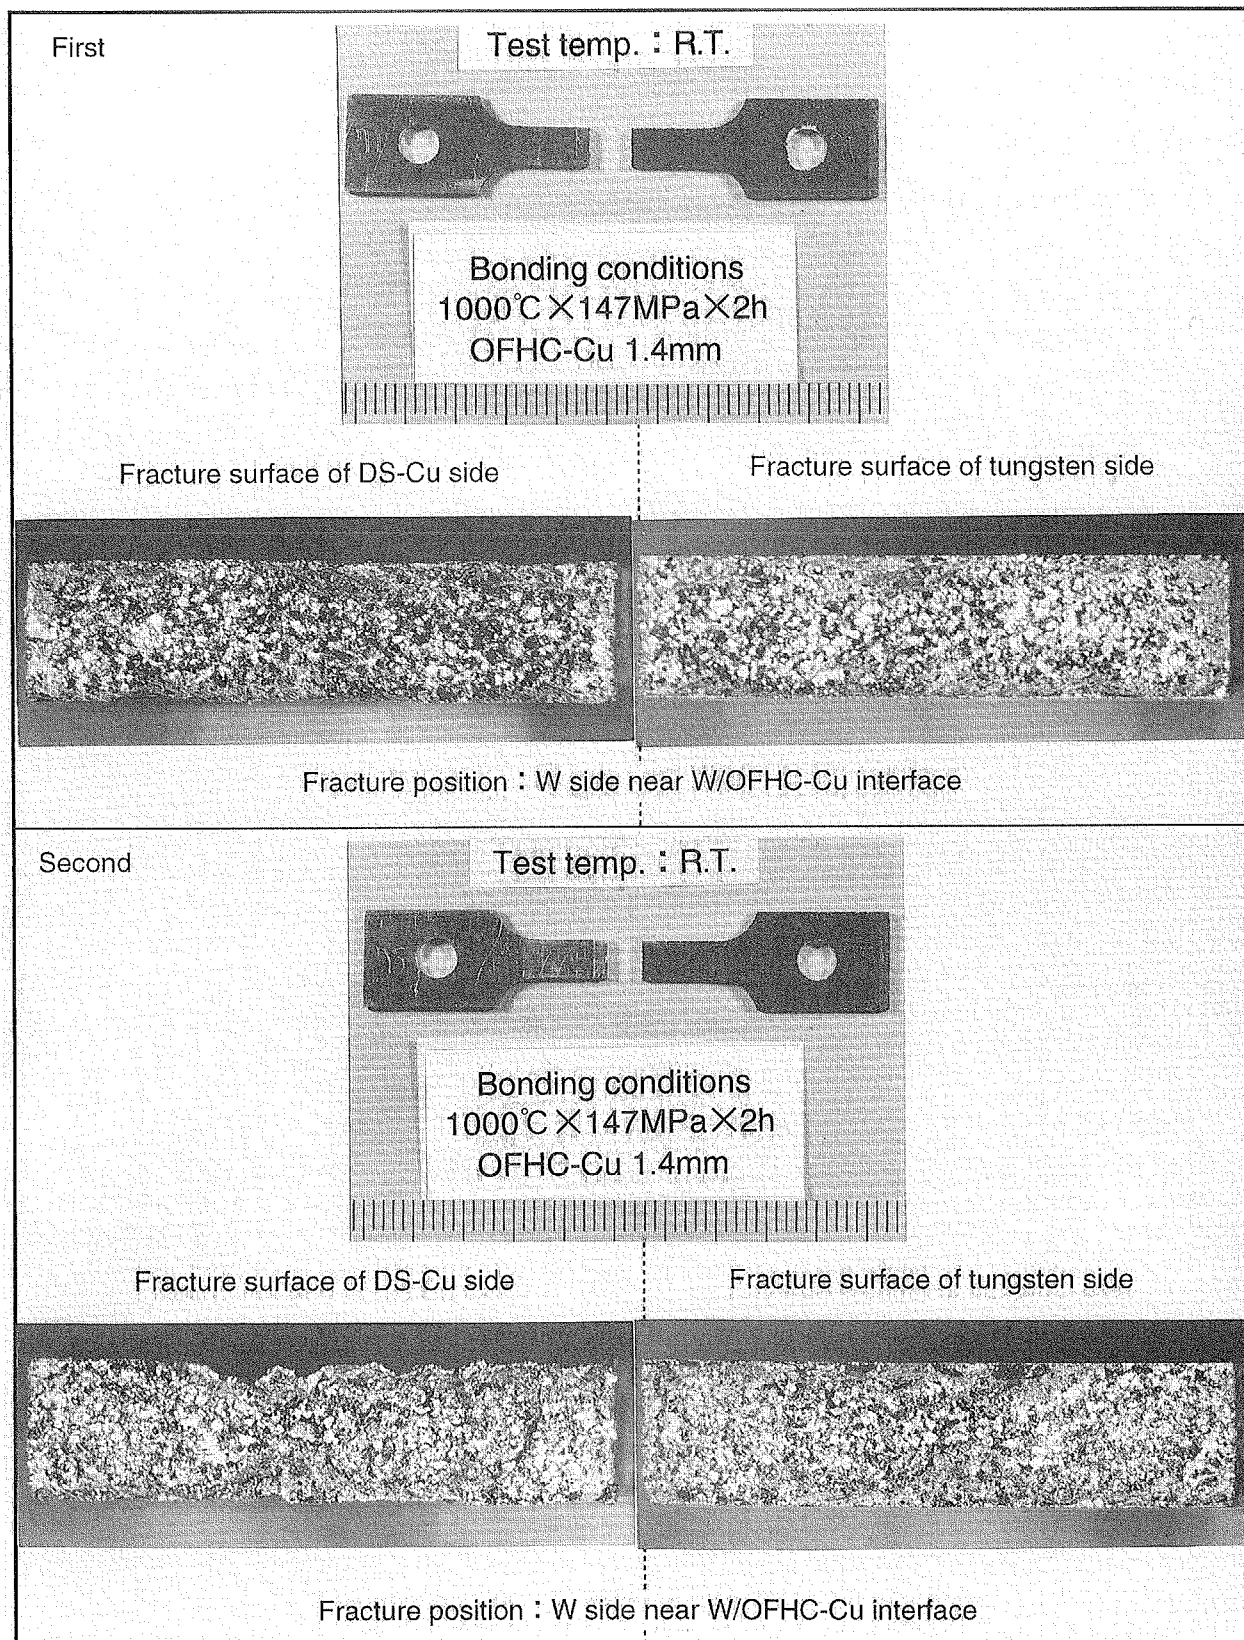 First
Test temp. : R.T.
Bonding conditions
1000℃×147MPa×2h
OFHC-Cu 1.4mm
Fracture surface of DS-Cu side
Fracture surface of tungsten side
Fracture position : W side near W/OFHC-Cu interface
Second
Test temp. : R.T.
Bonding conditions
1000℃×147MPa×2h
OFHC-Cu 1.4mm
Fracture surface of DS-Cu side
Fracture surface of tungsten side
Fracture position : W side near W/OFHC-Cu interface